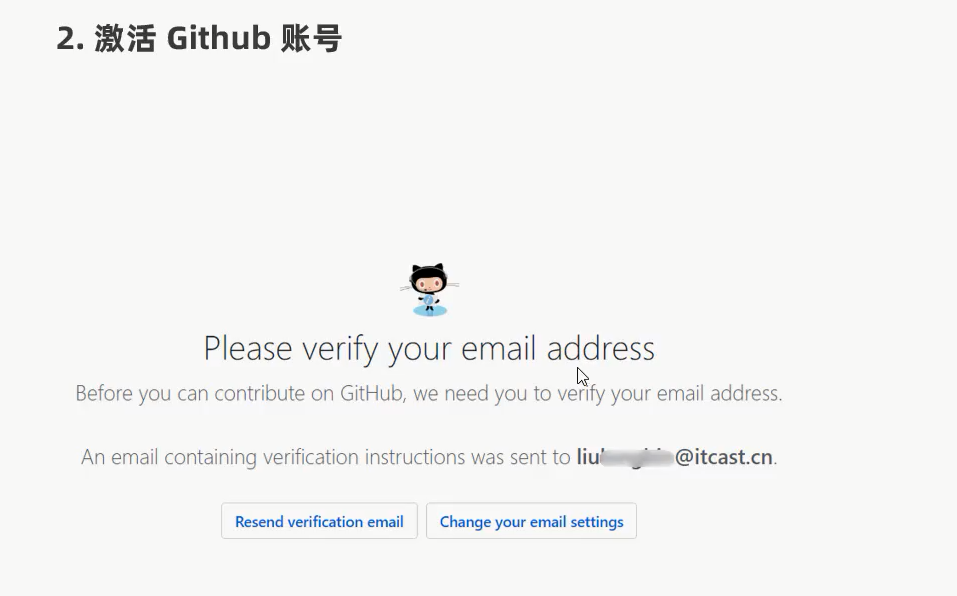 2. 激活 Github 账号
Please verify your email address
Before you can contribute on GitHub, we need you to verify your email address.
An email containing verification instructions was sent to liu @itcast.cn.
Resend verification email
Change your email settings